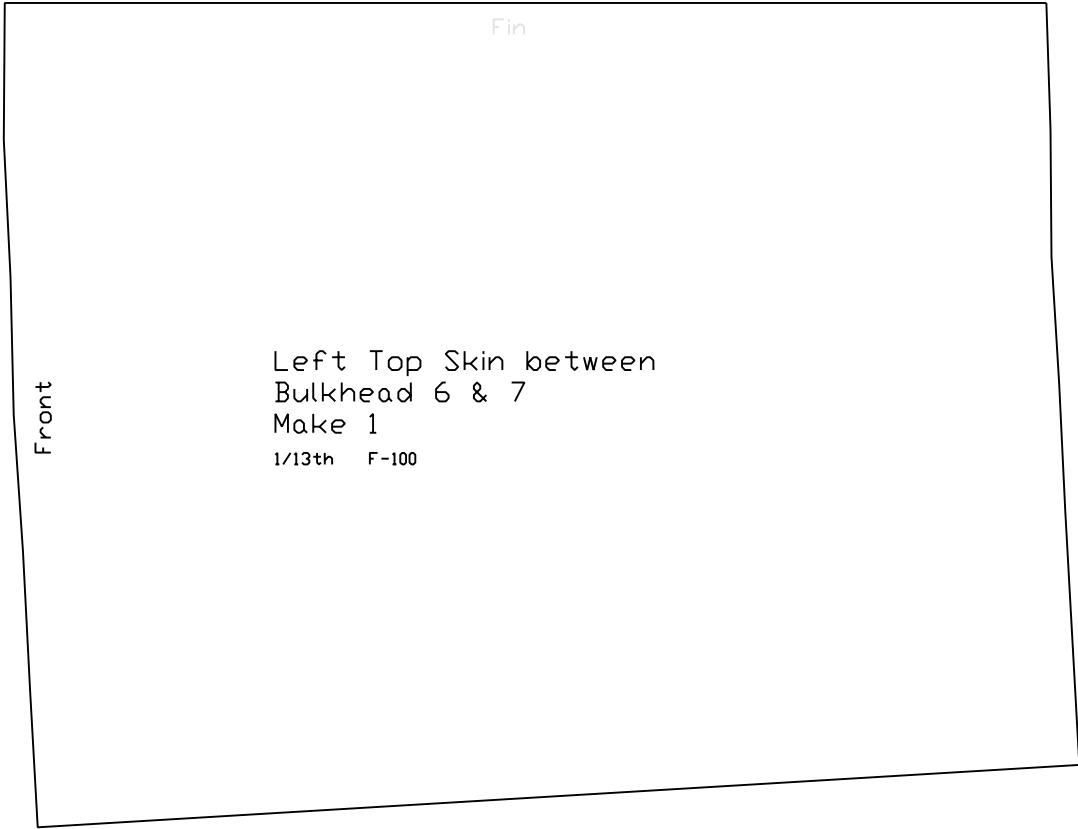 Fin
Left Top Skin between
Bulkhead 6 & 7
Make 1
1/13th F-100
Front